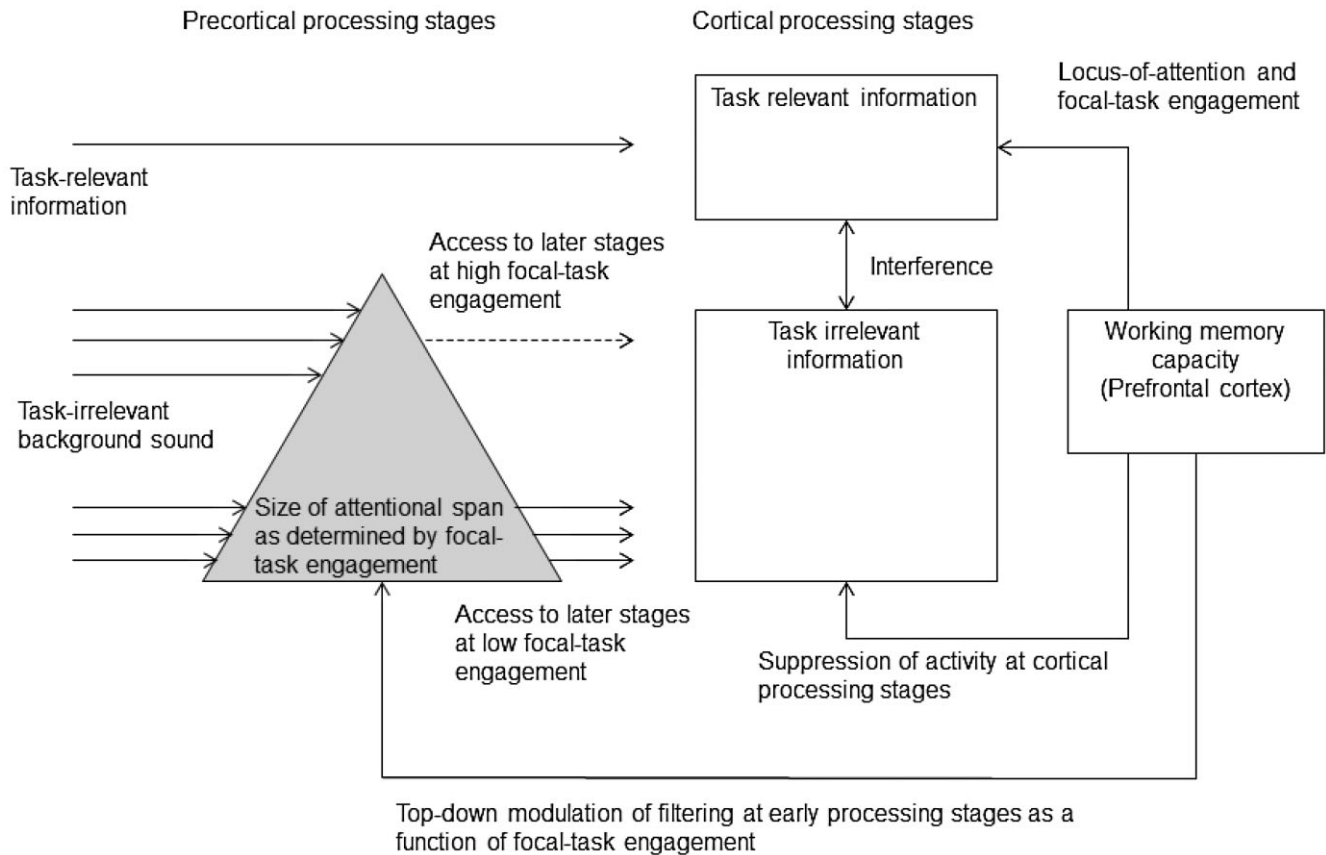 Precortical processing stages
Cortical processing stages
Task relevant information
Locus-of-attention and
focal-task engagement
Task-relevant
information
Access to later stages
at high focal-task
engagement
Interference
Task irrelevant
information
Working memory
capacity
(Prefrontal cortex)
Task-irrelevant
background sound
Size of attentional span
as determined by focal-
task engagement
Access to later stages
at low focal-task
engagement
Suppression of activity at cortical
processing stages
Top-down modulation of filtering at early processing stages as a
function of focal-task engagement